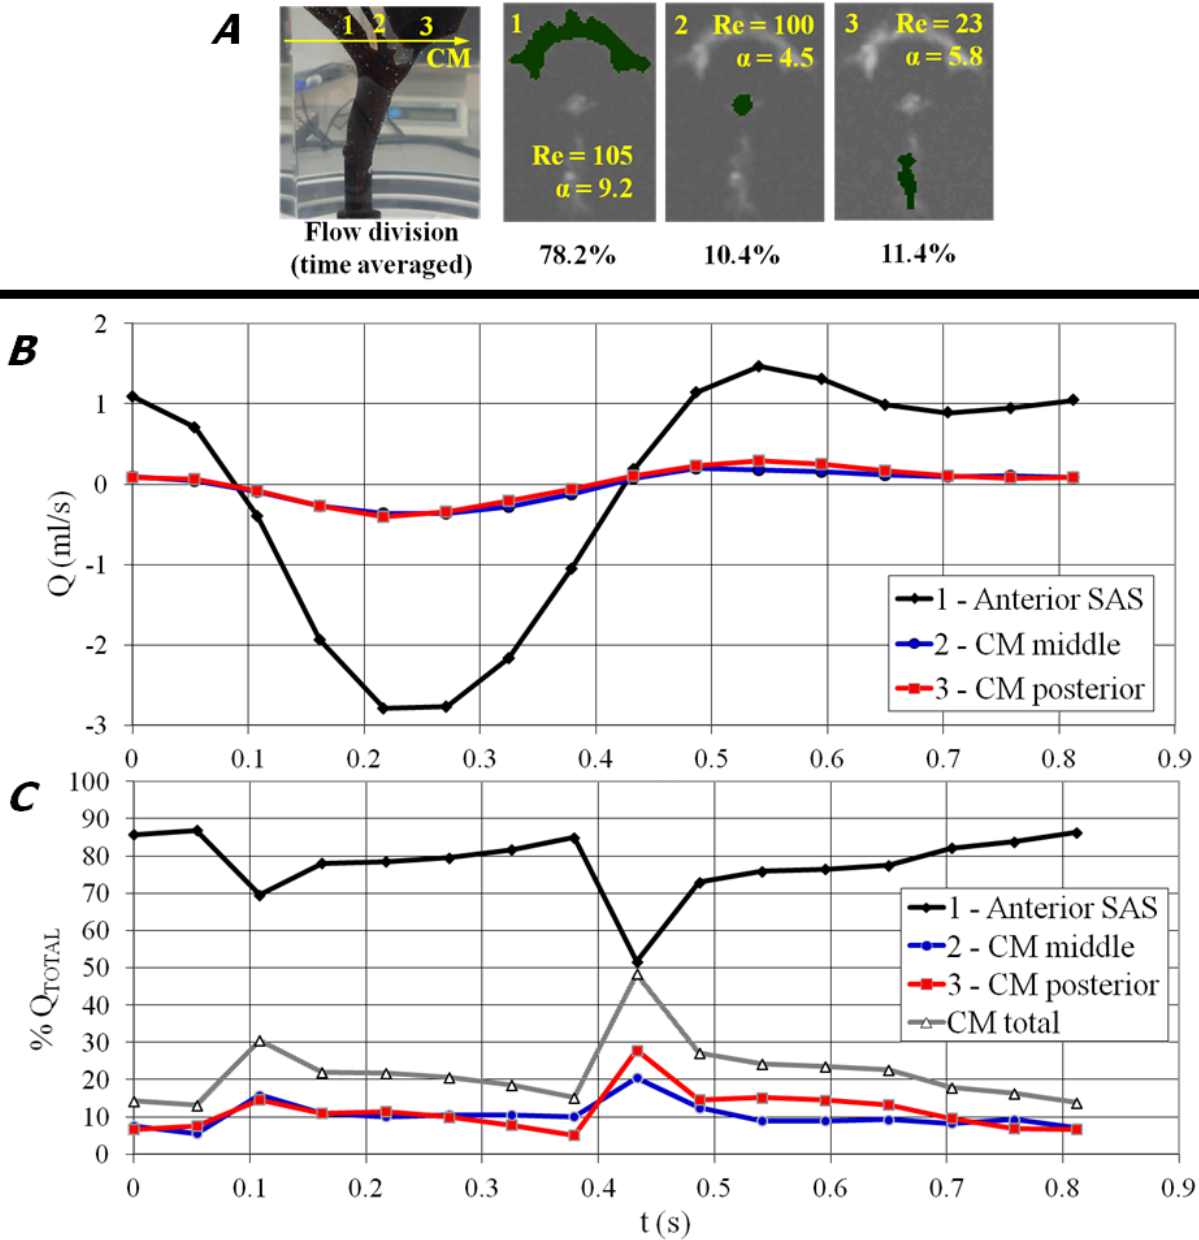 A
1 2 3
CM
1
Re = 105
α = 9.2
2 Re = 100
α = 4.5
3 Re = 23
α = 5.8
Flow division
(time averaged)
78.2%
10.4%
11.4%
B
2
1
0
-1
-2
-3
Q (ml/s)
1 - Anterior SAS
2 - CM middle
3 - CM posterior
0 0.1 0.2 0.3 0.4 0.5 0.6 0.7 0.8 0.9
C
100
90
80
70
60
50
40
30
20
10
0
% QTOTAL
1 - Anterior SAS
2 - CM middle
3 - CM posterior
CM total
0 0.1 0.2 0.3 0.4 0.5 0.6 0.7 0.8 0.9
t (s)